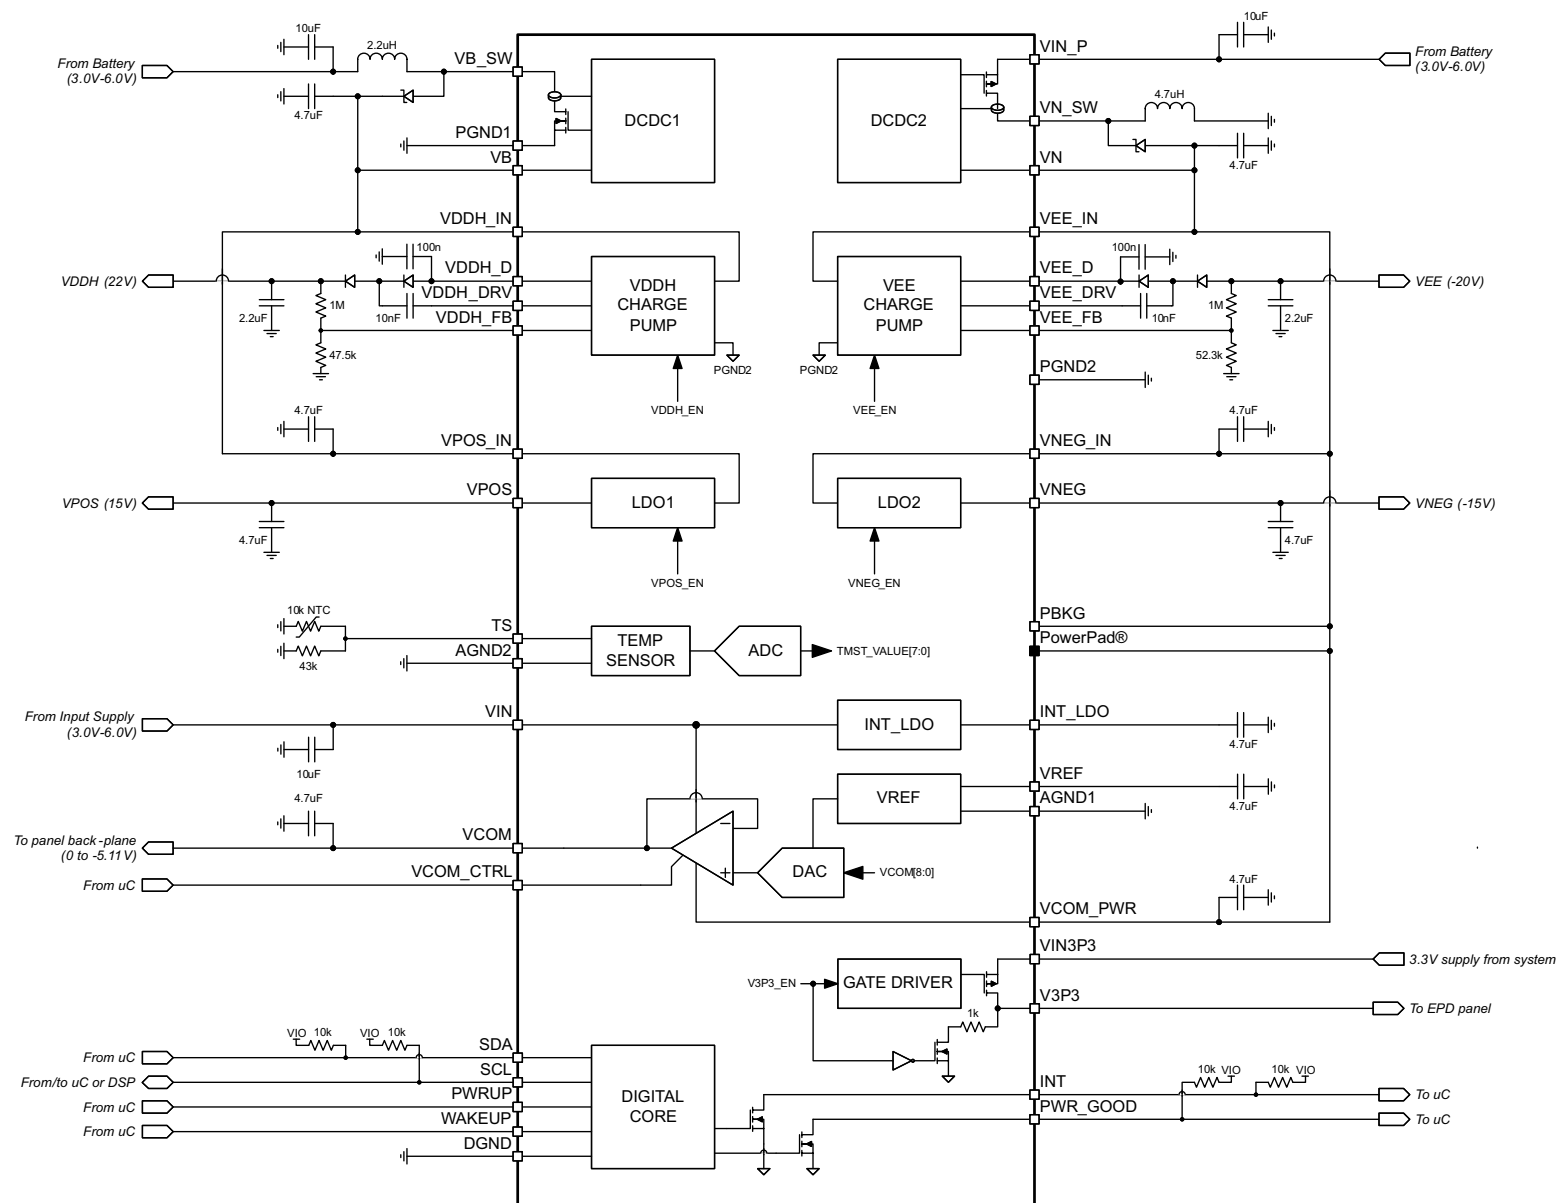 10uF
2.2uH
VB_SW
From Battery
(3.0V-6.0V)
4.7uF
PGND1
VB
DCDC1
DCDC2
VIN_P
10uF
From Battery
(3.0V-6.0V)
VN_SW
4.7uH
VN
4.7uF
VDDH_IN
VEE_IN
100n
VDDH_D
VDDH (22V)
VDDH_DRV
1M
10nF
2.2uF
VDDH_FB
47.5k
VDDH
CHARGE
PUMP
PGND2
VDDH_EN
VEE
CHARGE
PUMP
PGND2
VEE_EN
100n
VEE_D
VEE (-20V)
VEE_DRV
1M
10nF
2.2uF
VEE_FB
52.3k
PGND2
4.7uF
VPOS_IN
VNEG_IN
4.7uF
VPOS
VPOS (15V)
4.7uF
LDO1
VPOS_EN
LDO2
VNEG_EN
VNEG
VNEG (-15V)
4.7uF
10k NTC
TS
AGND2
43k
TEMP
SENSOR
ADC
TMST_VALUE[7:0]
PBKG
PowerPad®
From Input Supply
(3.0V-6.0V)
VIN
10uF
INT_LDO
INT_LDO
4.7uF
VREF
VREF
4.7uF
AGND1
4.7uF
To panel back-plane
(0 to -5.11V)
VCOM
VCOM_CTRL
From uC
−
+
DAC
VCOM[8:0]
VCOM_PWR
4.7uF
VIN3P3
3.3V supply from system
V3P3_EN
GATE DRIVER
V3P3
To EPD panel
1k
VIO
10k
VIO
10k
SDA
From uC
SCL
From/to uC or DSP
PWRUP
From uC
WAKEUP
From uC
DGND
DIGITAL
CORE
INT
10k
VIO
10k
VIO
To uC
PWR_GOOD
To uC